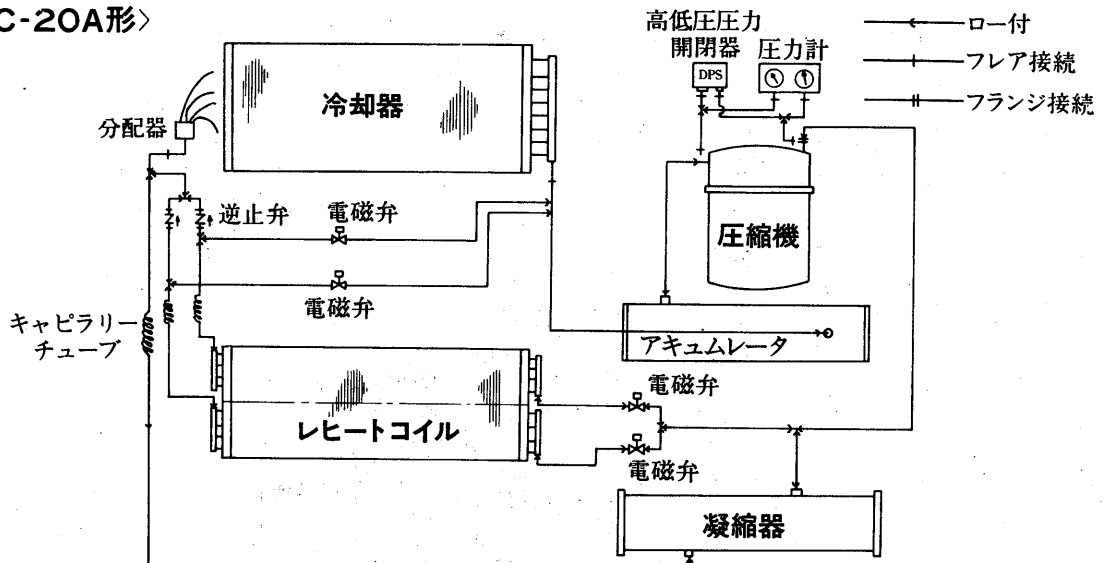 C-20A形〉
高低圧圧力
開閉器
圧力計
ロー付
フレア接続
フランジ接続
DPS
冷却器
分配器
逆止弁
電磁弁
圧縮機
電磁弁
キャピラリー
チューブ
アキュムレータ
電磁弁
レヒートコイル
電磁弁
凝縮器